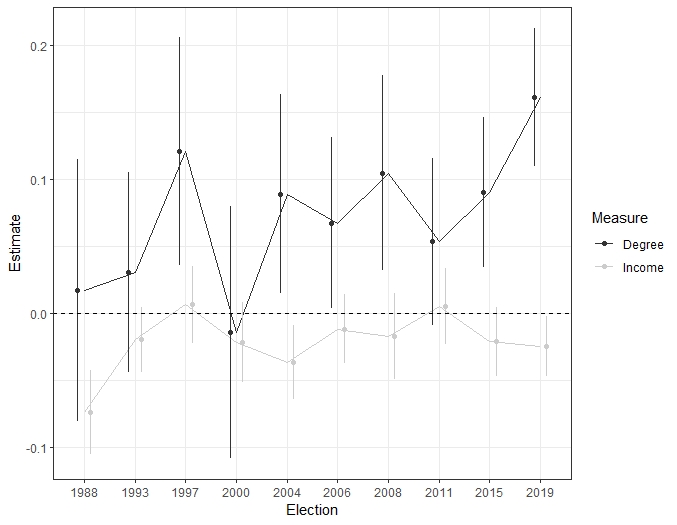 0.2
0.1
0.0
-0.1
Estimate
1988 1993 1997 2000 2004 2006 2008 2011 2015 2019
Election
Measure
Degree
Income